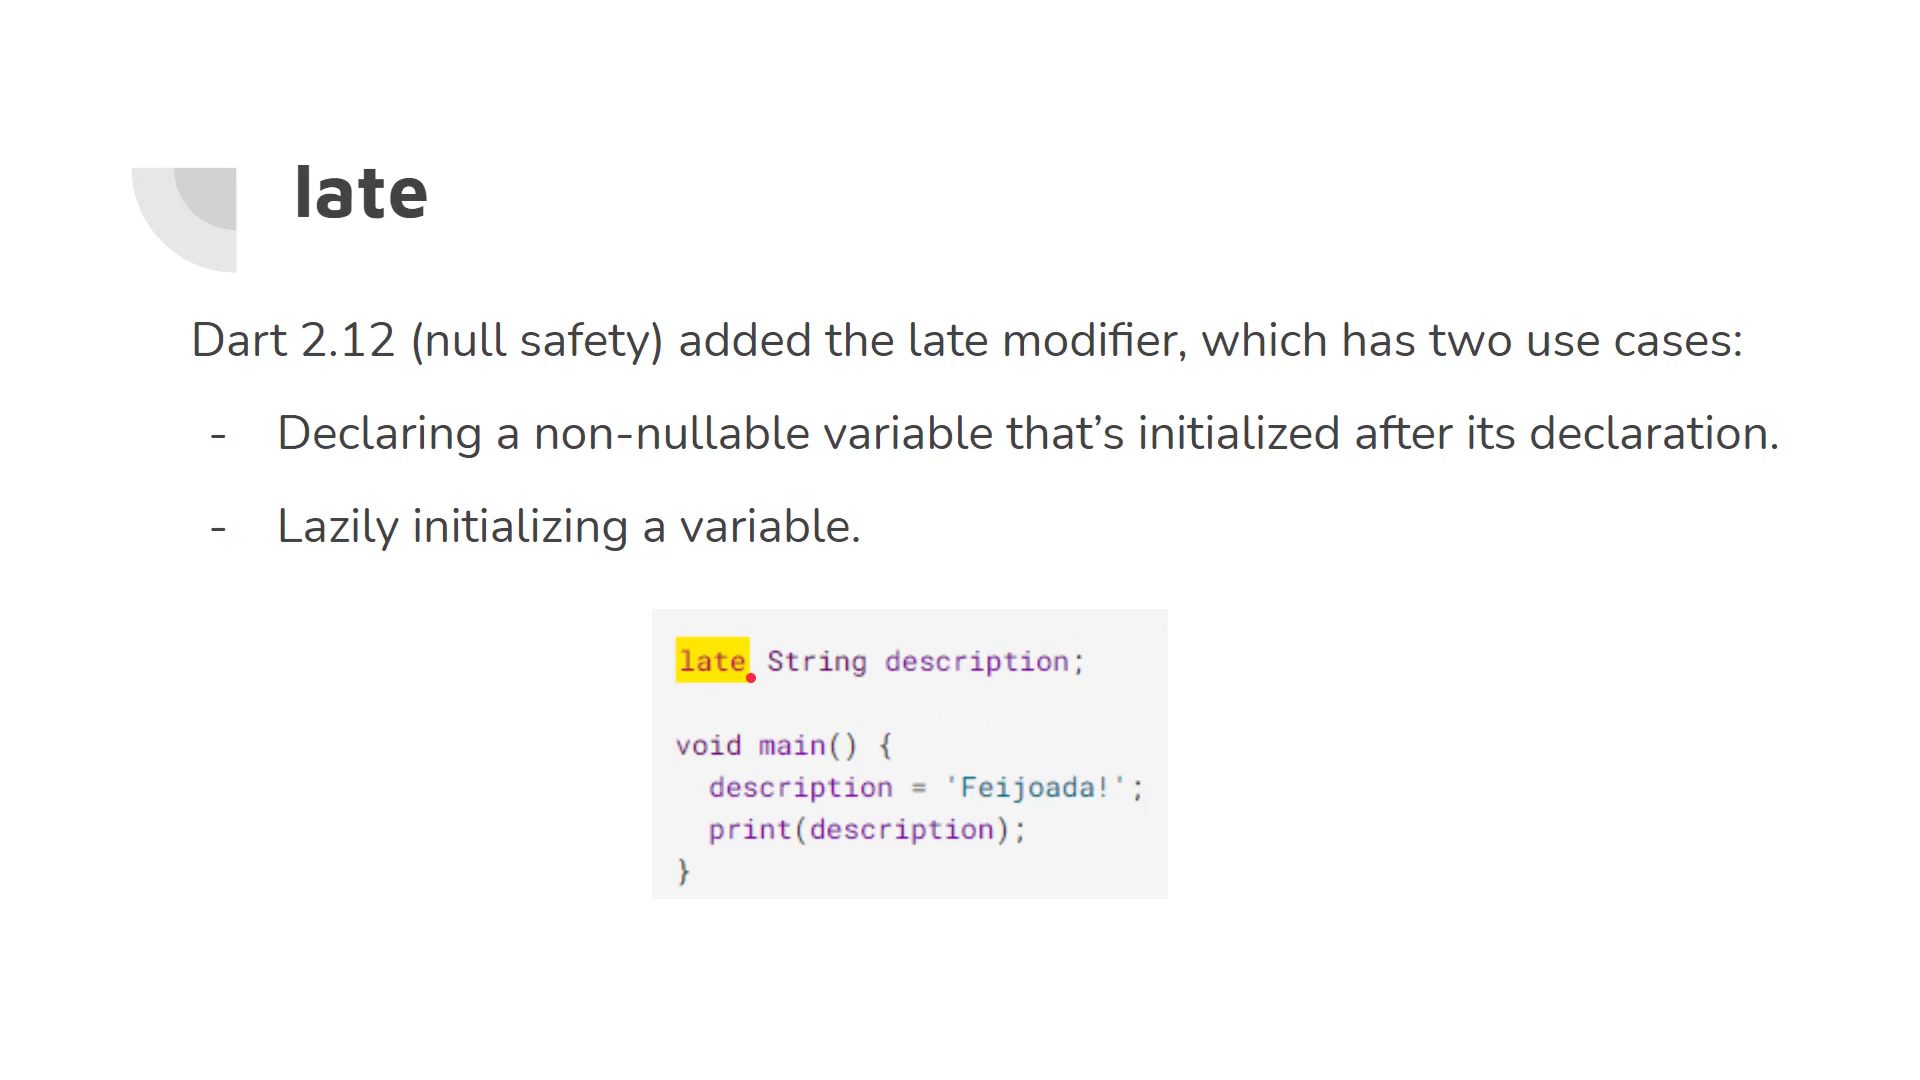 late
Dart 2.12 (null safety) added the late modifier, which has two use cases:
- Declaring a non-nullable variable that’s initialized after its declaration.
- Lazily initializing a variable.
late String description;
void main() {
description = 'Feijoada!';
print(description);
}